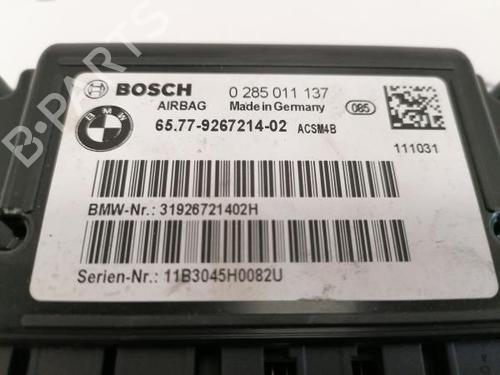 BOSCH 0 285 011 137
AIRBAG Made in Germany 085
BMW 65.77-9267214-02 ACSM4B
111031
BMW-Nr.: 31926721402H
Serien-Nr.: 11B3045H0082U
B-PARTS